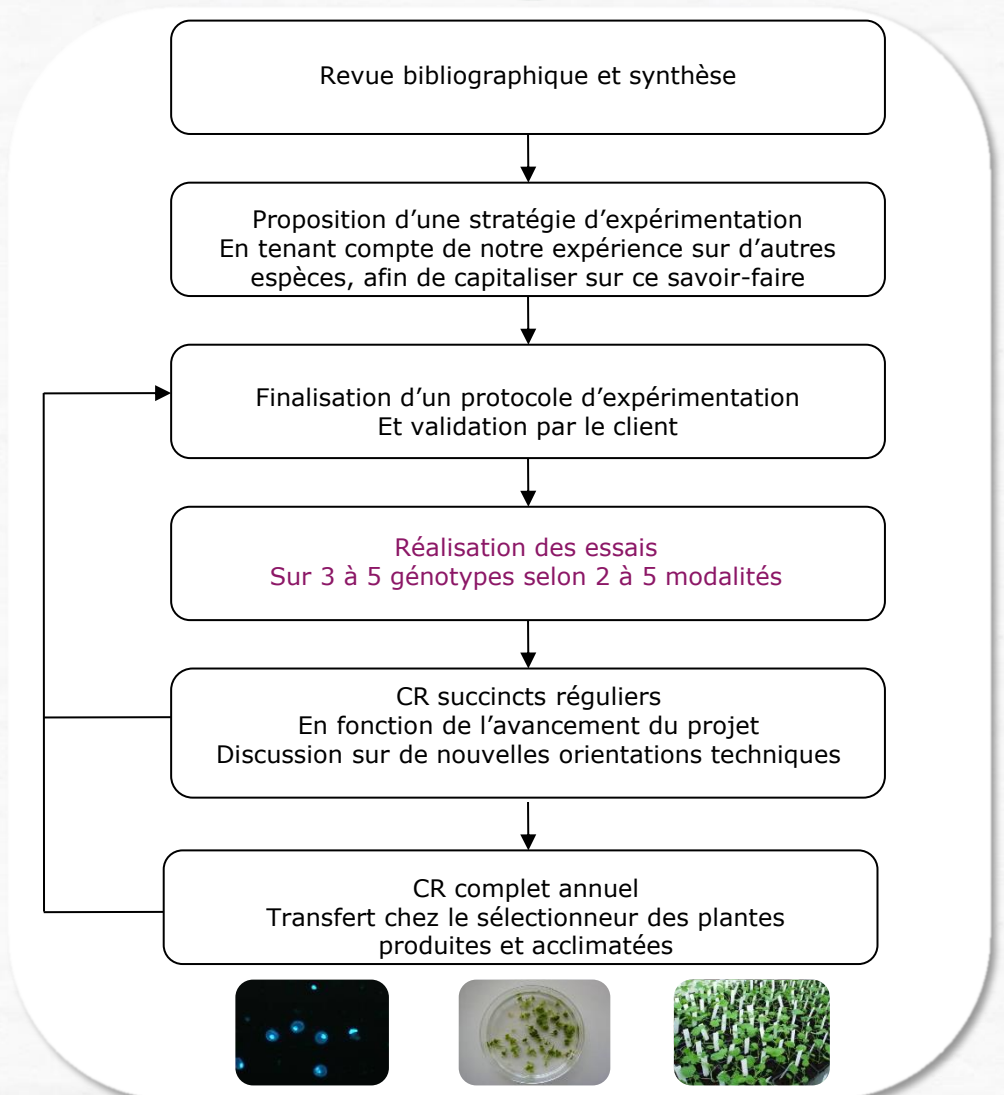 Revue bibliographique et synthèse
Proposition d’une stratégie d’expérimentation
En tenant compte de notre expérience sur d’autres
espèces, afin de capitaliser sur ce savoir-faire
Finalisation d’un protocole d’expérimentation
Et validation par le client
Réalisation des essais
Sur 3 à 5 génotypes selon 2 à 5 modalités
CR succincts réguliers
En fonction de l’avancement du projet
Discussion sur de nouvelles orientations techniques
CR complet annuel
Transfert chez le sélectionneur des plantes
produites et acclimatées